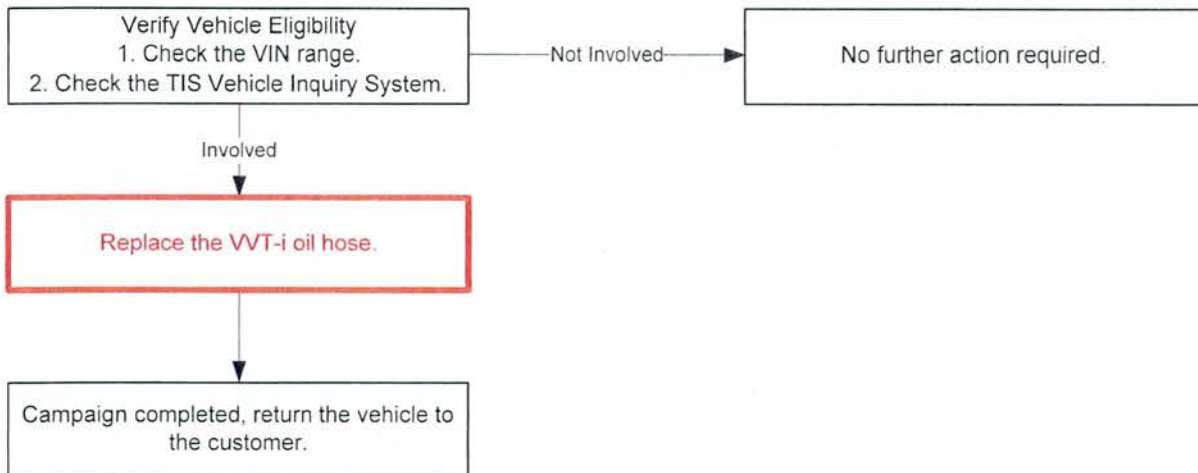 Verify Vehicle Eligibility
1. Check the VIN range.
2. Check the TIS Vehicle Inquiry System.
Not Involved
No further action required.
Involved
Replace the VVT-i oil hose.
Campaign completed, return the vehicle to
the customer.